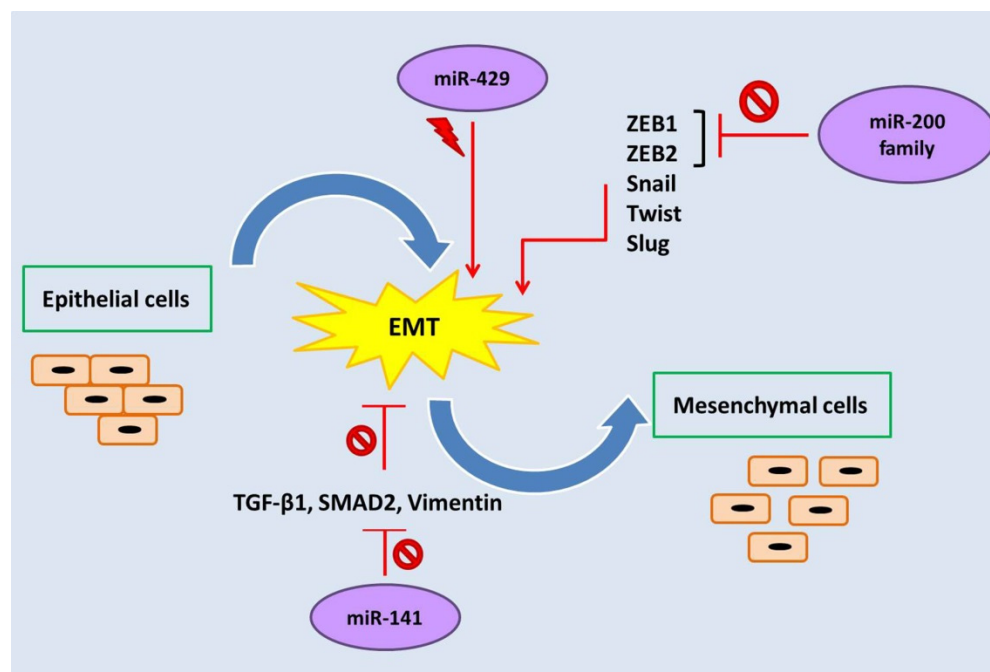 miR-429
ZEB1
ZEB2
Snail
Twist
Slug
miR-200
family
Epithelial cells
EMT
Mesenchymal cells
TGF-β1, SMAD2, Vimentin
miR-141